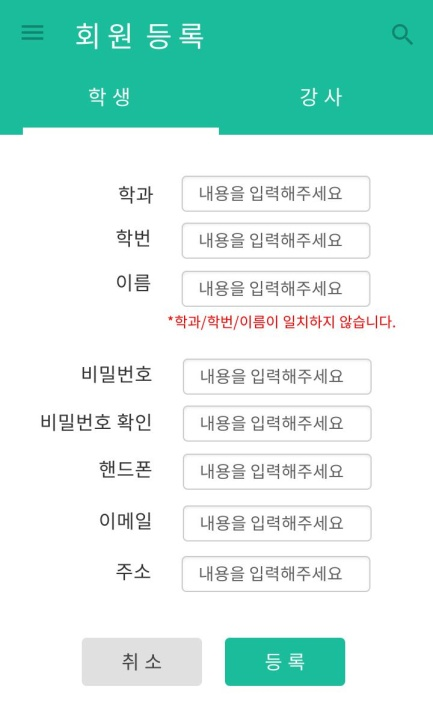 회원 등록
학생 강사
학과 내용을 입력해주세요
학번 내용을 입력해주세요
이름 내용을 입력해주세요
*학과/학번/이름이 일치하지 않습니다.
비밀번호 내용을 입력해주세요
비밀번호 확인 내용을 입력해주세요
핸드폰 내용을 입력해주세요
이메일 내용을 입력해주세요
주소 내용을 입력해주세요
취소 등록